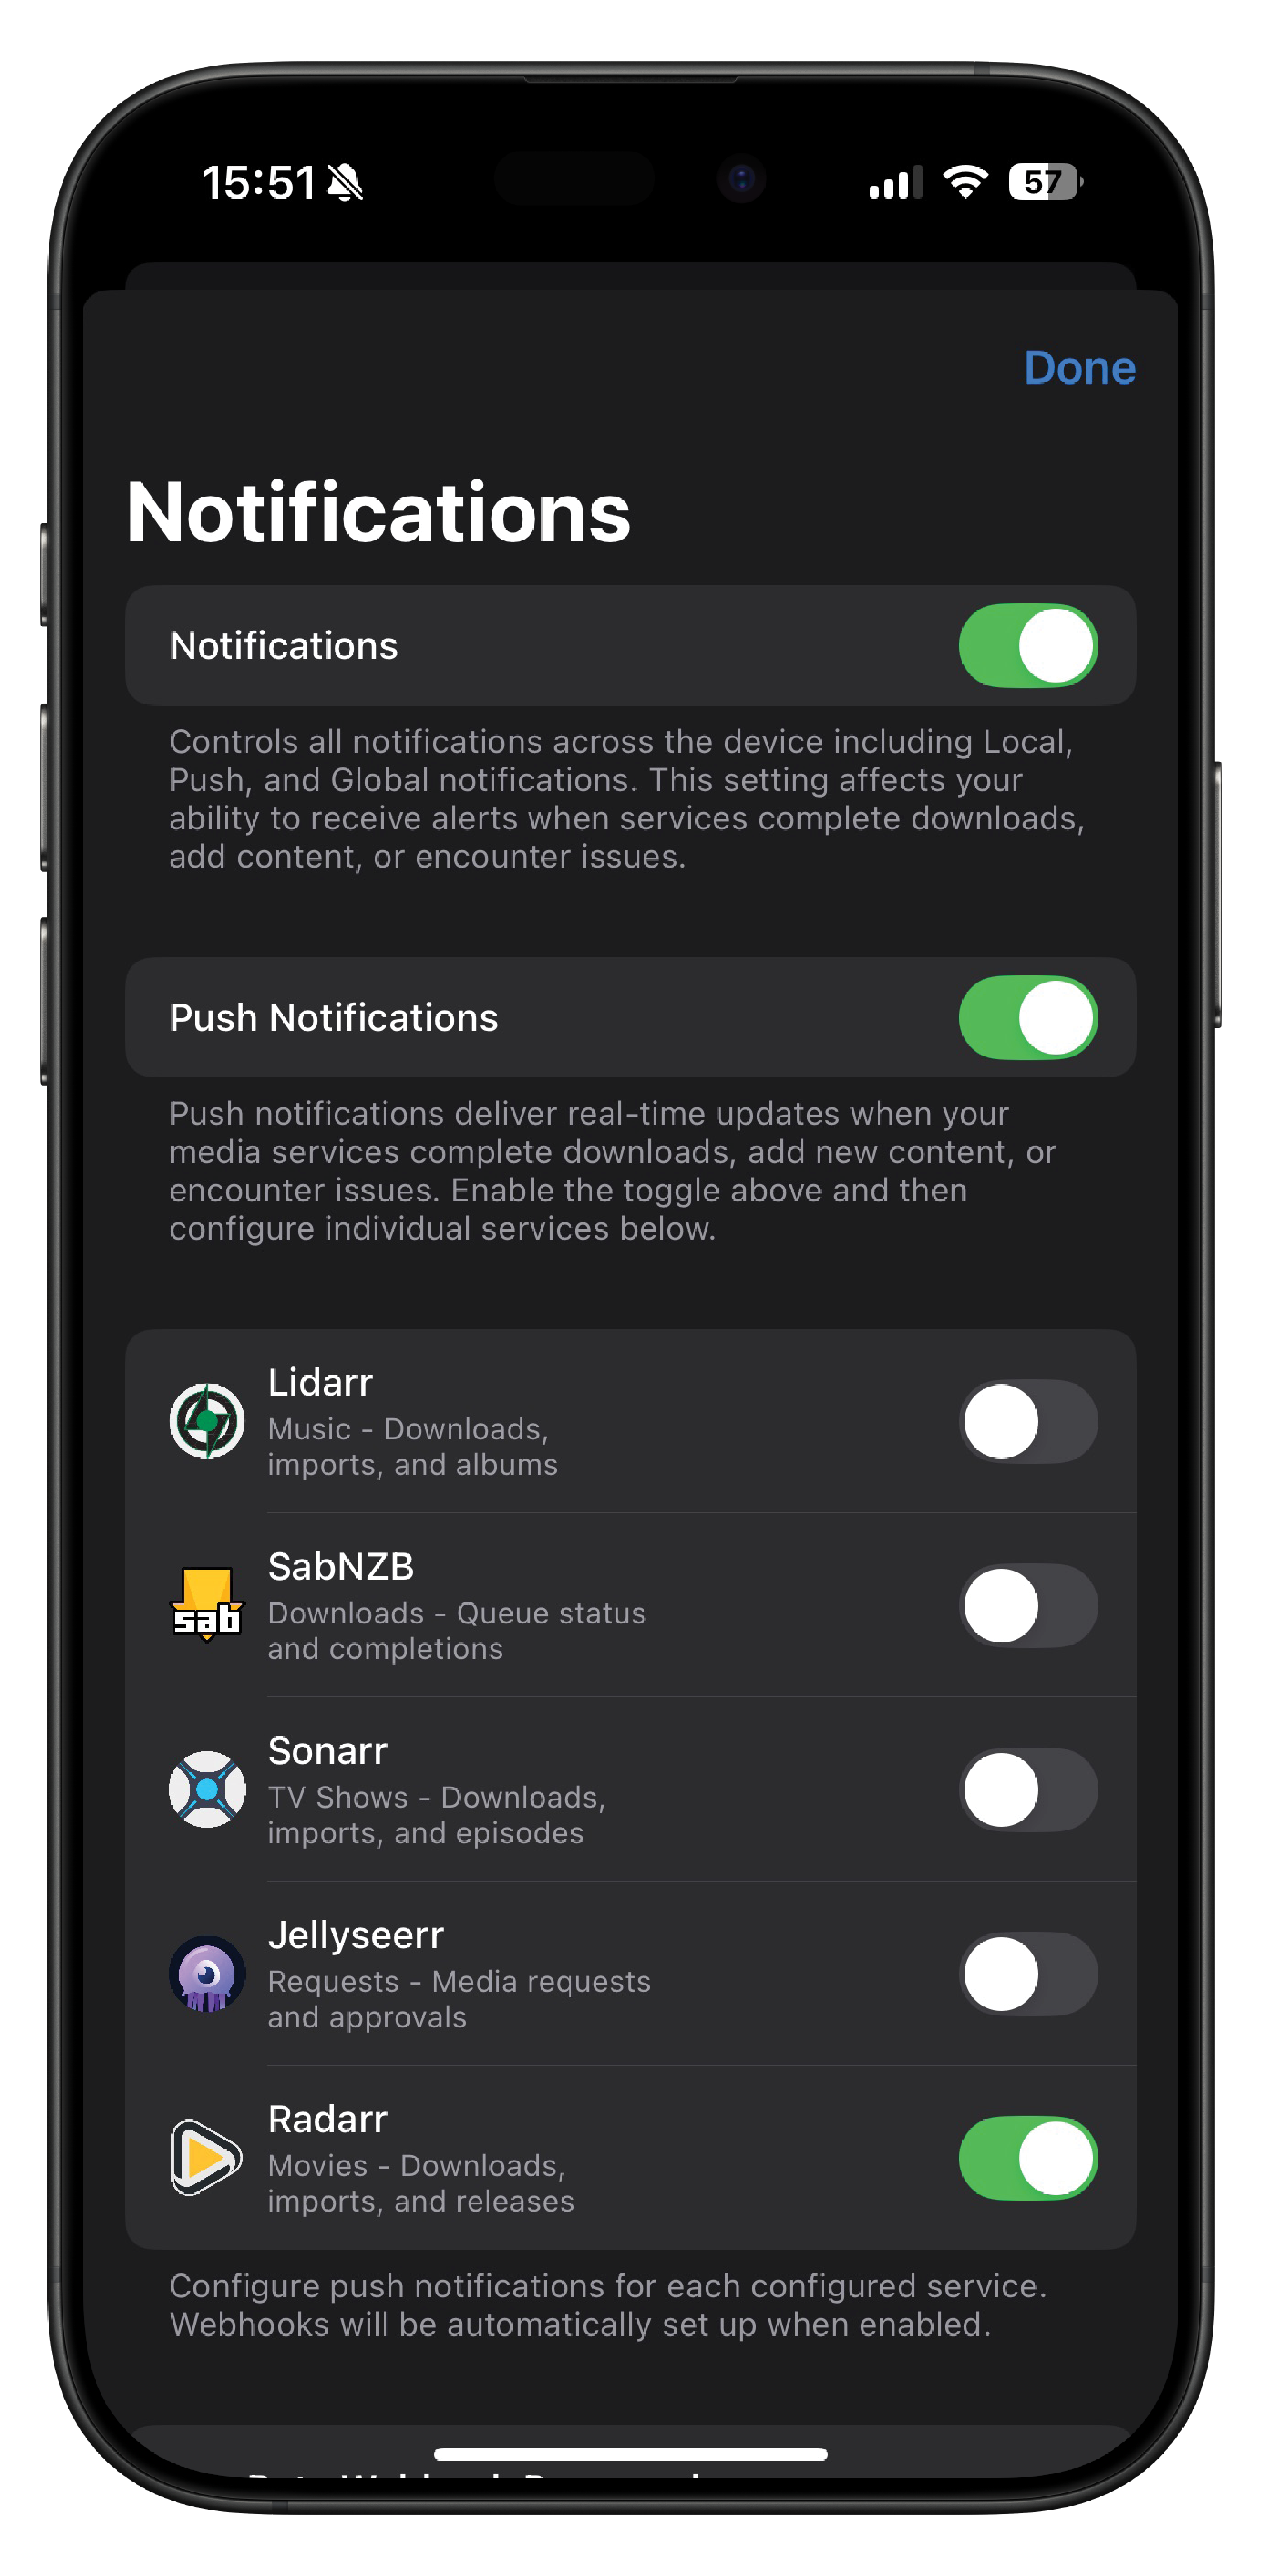 15:51
57
Done
Notifications
Notifications
Controls all notifications across the device including Local,
Push, and Global notifications. This setting affects your
ability to receive alerts when services complete downloads,
add content, or encounter issues.
Push Notifications
Push notifications deliver real-time updates when your
media services complete downloads, add new content, or
encounter issues. Enable the toggle above and then
configure individual services below.
Lidarr
Music - Downloads,
imports, and albums
sab
SabNZB
Downloads - Queue status
and completions
Sonarr
TV Shows - Downloads,
imports, and episodes
Jellyseerr
Requests - Media requests
and approvals
Radarr
Movies - Downloads,
imports, and releases
Configure push notifications for each configured service.
Webhooks will be automatically set up when enabled.